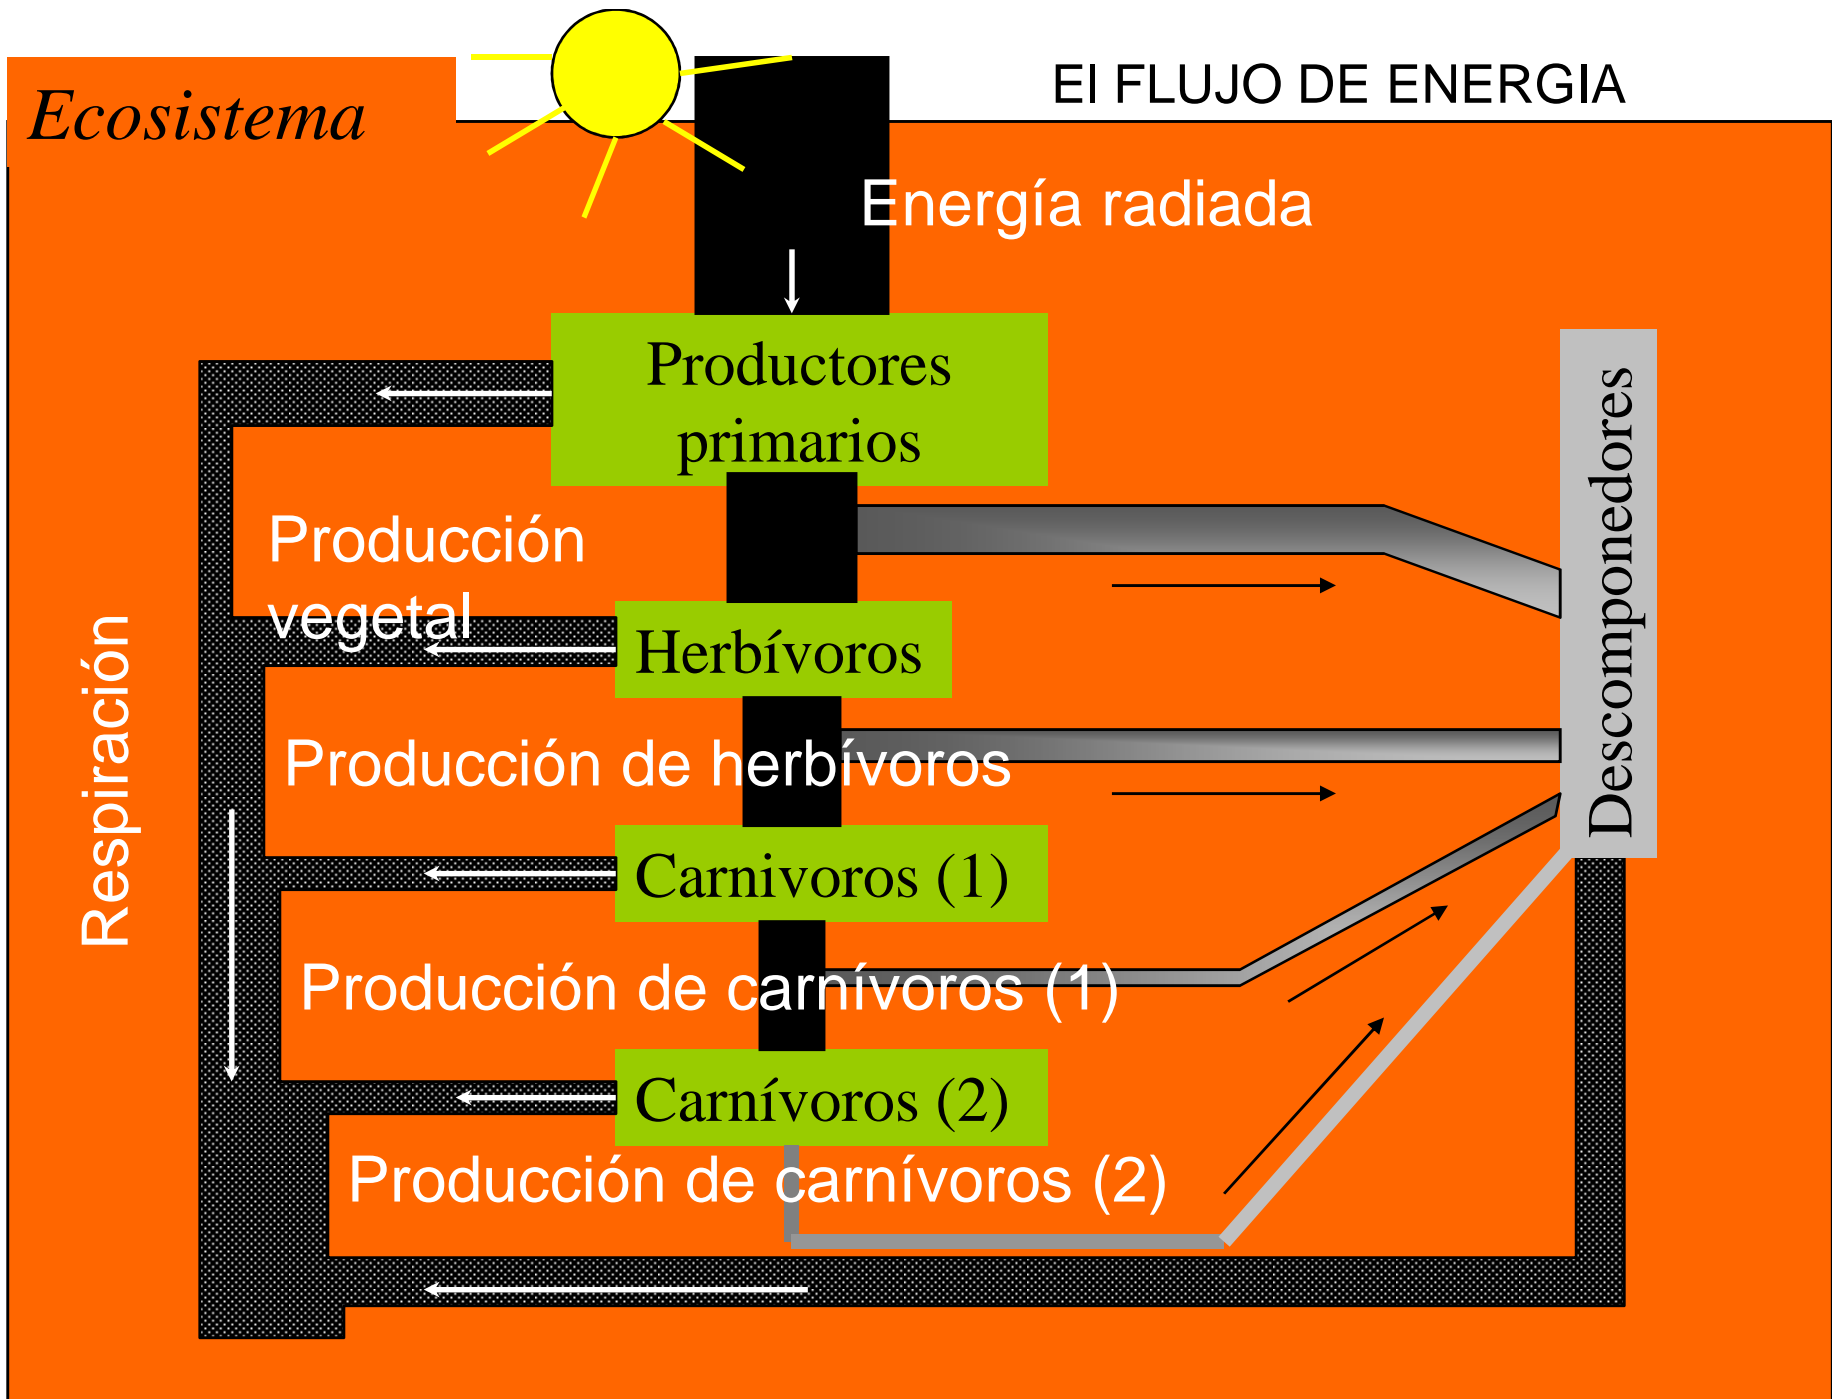 El FLUJO DE ENERGIA
Ecosistema
Energía radiada
Productores
primarios
Descomponedores
Producción
vegetal
Herbívoros
Respiración
Producción de herbívoros
Carnivoros (1)
Producción de carnívoros (1)
Carnívoros (2)
Producción de carnívoros (2)